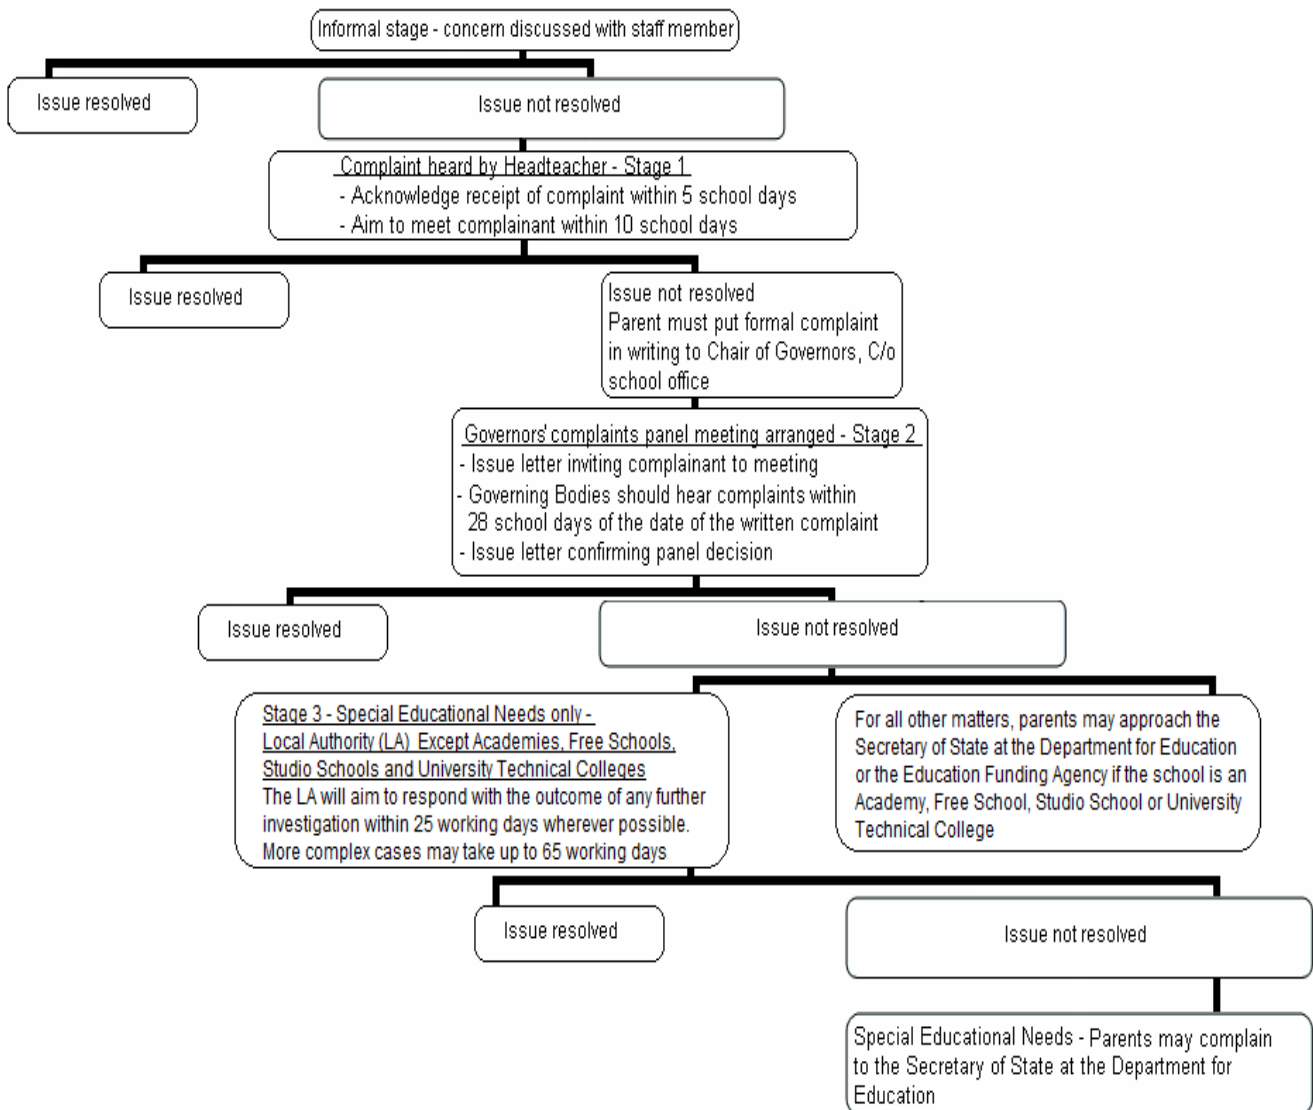 Informal stage - concern discussed with staff member
Issue resolved
Issue not resolved
Complaint heard by Headteacher - Stage 1
- Acknowledge receipt of complaint within 5 school days
- Aim to meet complainant within 10 school days
Issue resolved
Issue not resolved
Parent must put formal complaint
in writing to Chair of Governors, C/o
school office
Governors' complaints panel meeting arranged - Stage 2
- Issue letter inviting complainant to meeting
- Governing Bodies should hear complaints within
28 school days of the date of the written complaint
- Issue letter confirming panel decision
Issue resolved
Issue not resolved
Stage 3 - Special Educational Needs only -
Local Authority (LA) Except Academies, Free Schools,
Studio Schools and University Technical Colleges
The LA will aim to respond with the outcome of any further
investigation within 25 working days wherever possible.
More complex cases may take up to 65 working days
For all other matters, parents may approach the
Secretary of State at the Department for Education
or the Education Funding Agency if the school is an
Academy, Free School, Studio School or University
Technical College
Issue resolved
Issue not resolved
Special Educational Needs - Parents may complain
to the Secretary of State at the Department for
Education